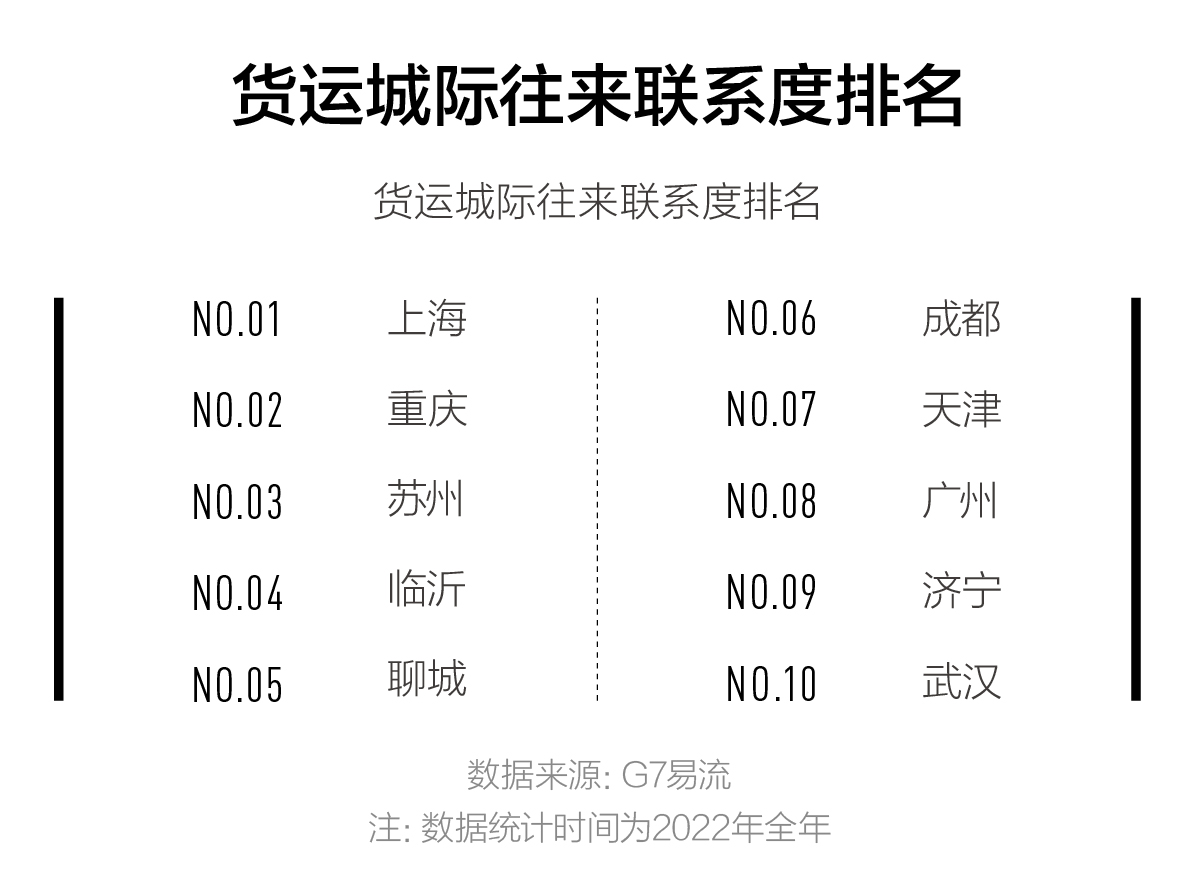 货运城际往来联系度排名
货运城际往来联系度排名
NO.01 上海
NO.02 重庆
NO.03 苏州
NO.04 临沂
NO.05 聊城
NO.06 成都
NO.07 天津
NO.08 广州
NO.09 济宁
NO.10 武汉
数据来源: G7易流
注: 数据统计时间为2022年全年